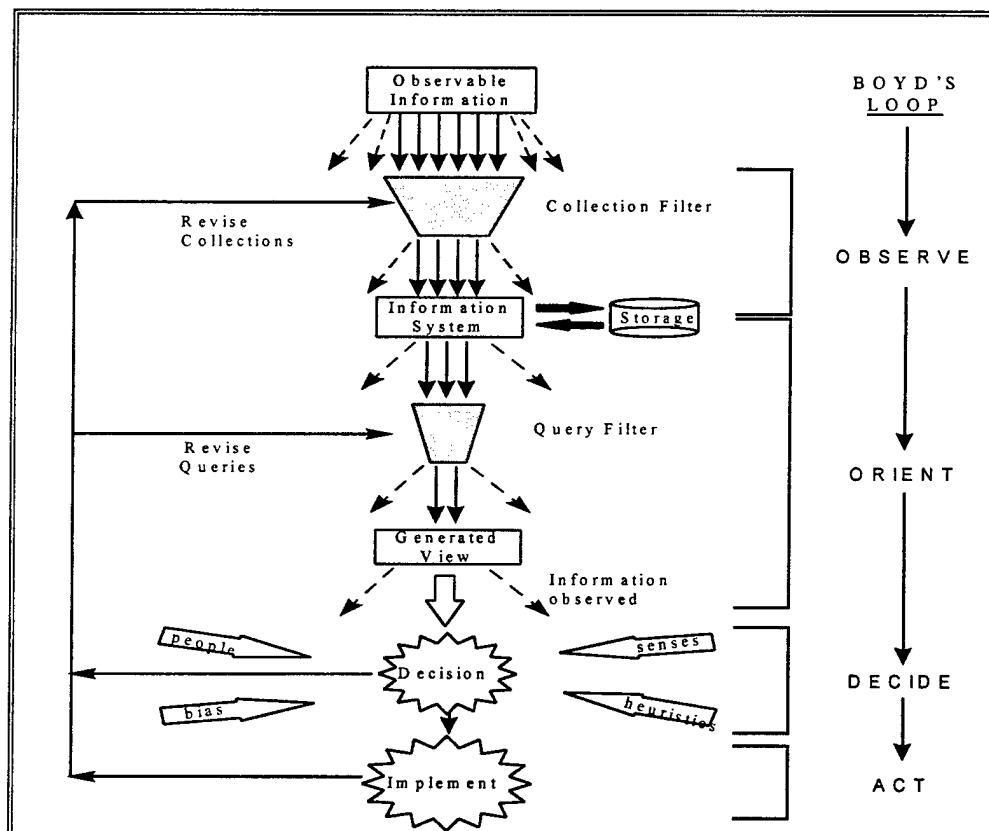 Observable
Information
BOYD'S
LOOP
Revise
Collections
Collection Filter
OBSERVE
Information
System
Storage
Revise
Queries
Query Filter
ORIENT
Generated
View
Information
observed
people
senses
Decision
DECIDE
bias
heuristics
Implement
ACT